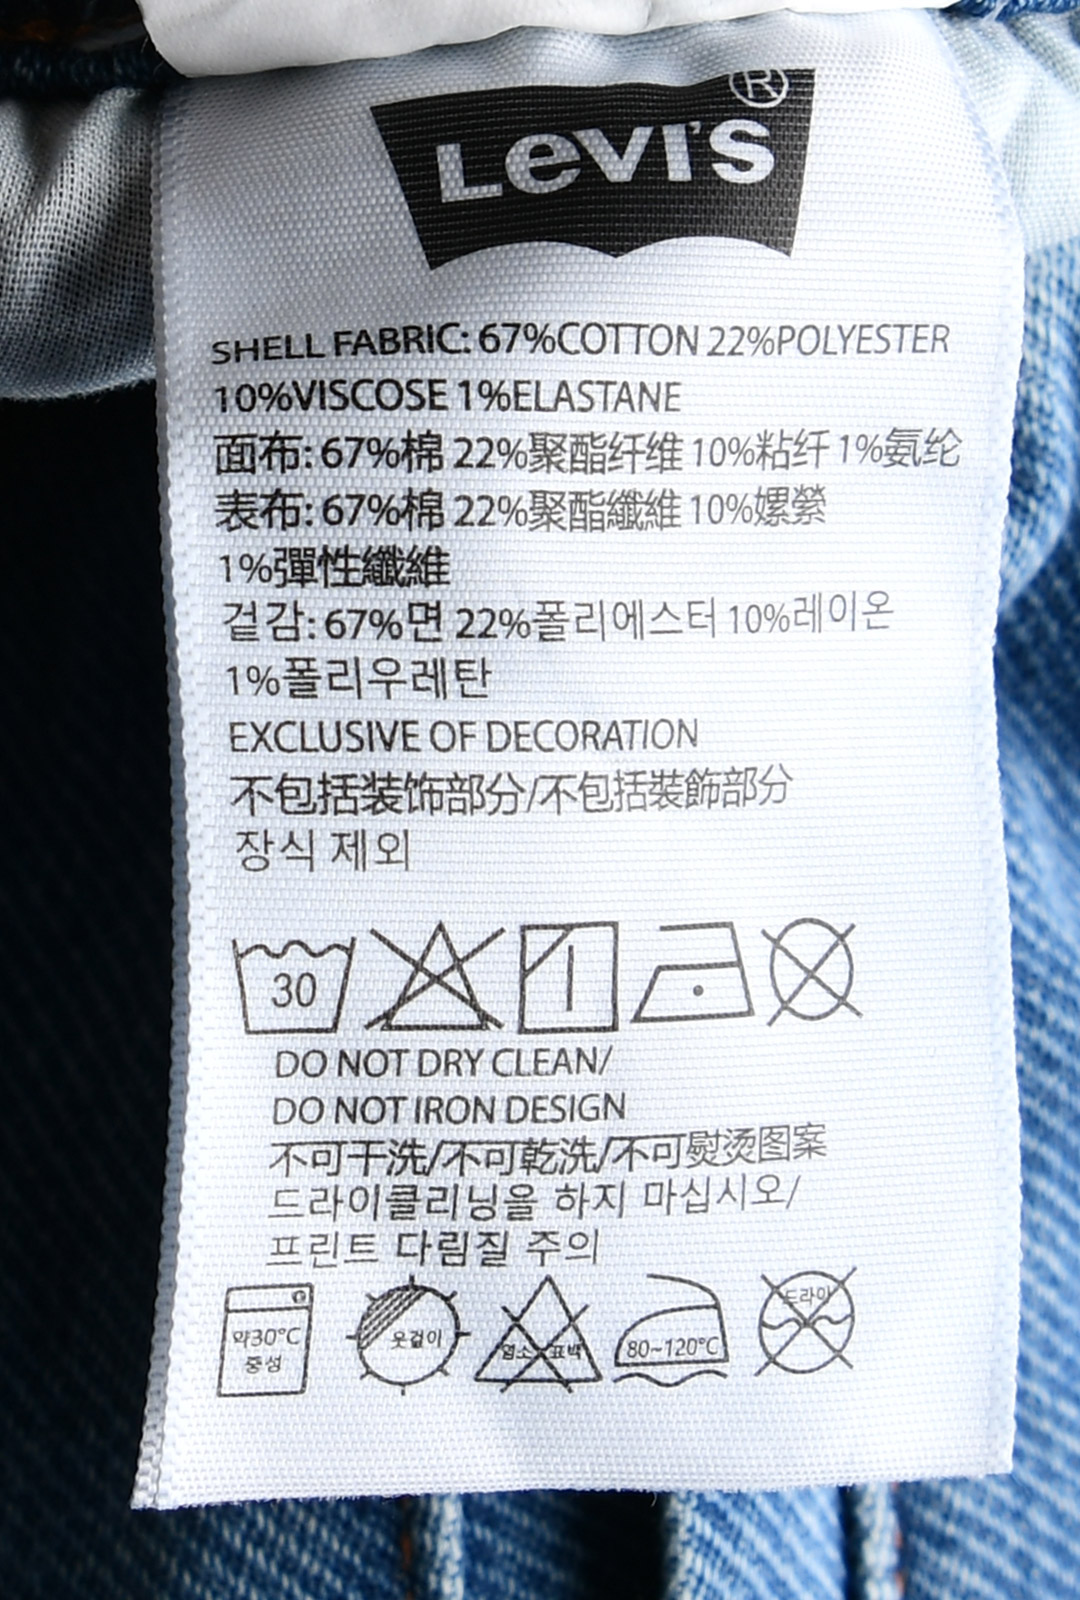 Levi's®
SHELL FABRIC: 67%COTTON 22%POLYESTER
10%VISCOSE 1%ELASTANE
面布: 67%棉 22%聚酯纤维 10%粘纤 1%氨纶
表布: 67%棉 22%聚酯纖維 10%嫘縈
1%彈性纖維
겉감: 67%면 22%폴리에스터 10%레이온
1%폴리우레탄
EXCLUSIVE OF DECORATION
不包括装饰部分/不包括裝飾部分
장식 제외
30
DO NOT DRY CLEAN/
DO NOT IRON DESIGN
不可干洗/不可乾洗/不可熨烫图案
드라이클리닝을 하지 마십시오/
프린트 다림질 주의
약30°C 옷걸이 염소 표백 80~120°C 드라이
중성